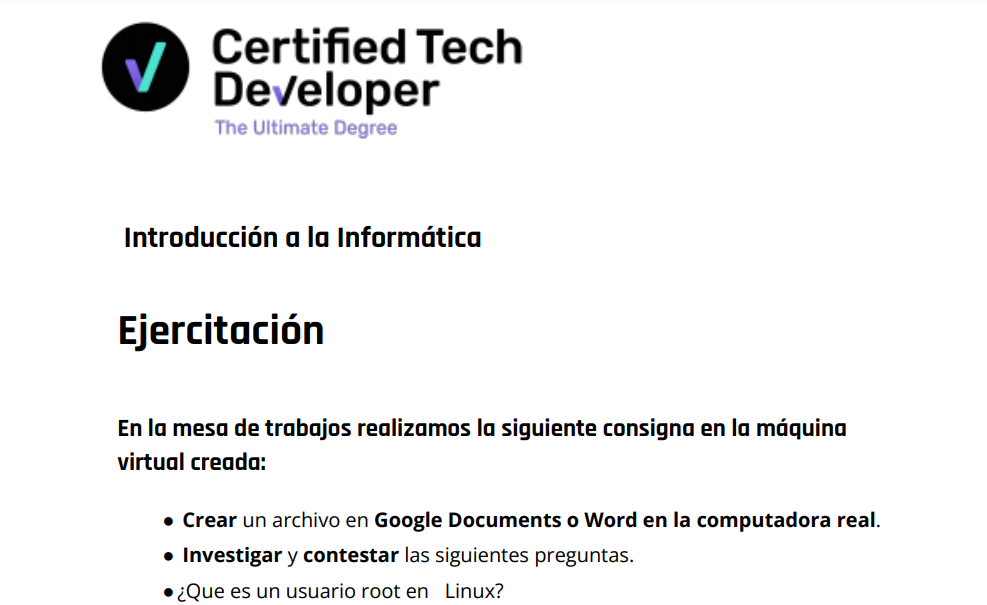 Certified Tech
Developer
The Ultimate Degree
Introducción a la Informática
Ejercitación
En la mesa de trabajos realizamos la siguiente consigna en la máquina
virtual creada:
● Crear un archivo en Google Documents o Word en la computadora real.
● Investigar y contestar las siguientes preguntas.
● ¿Que es un usuario root en Linux?